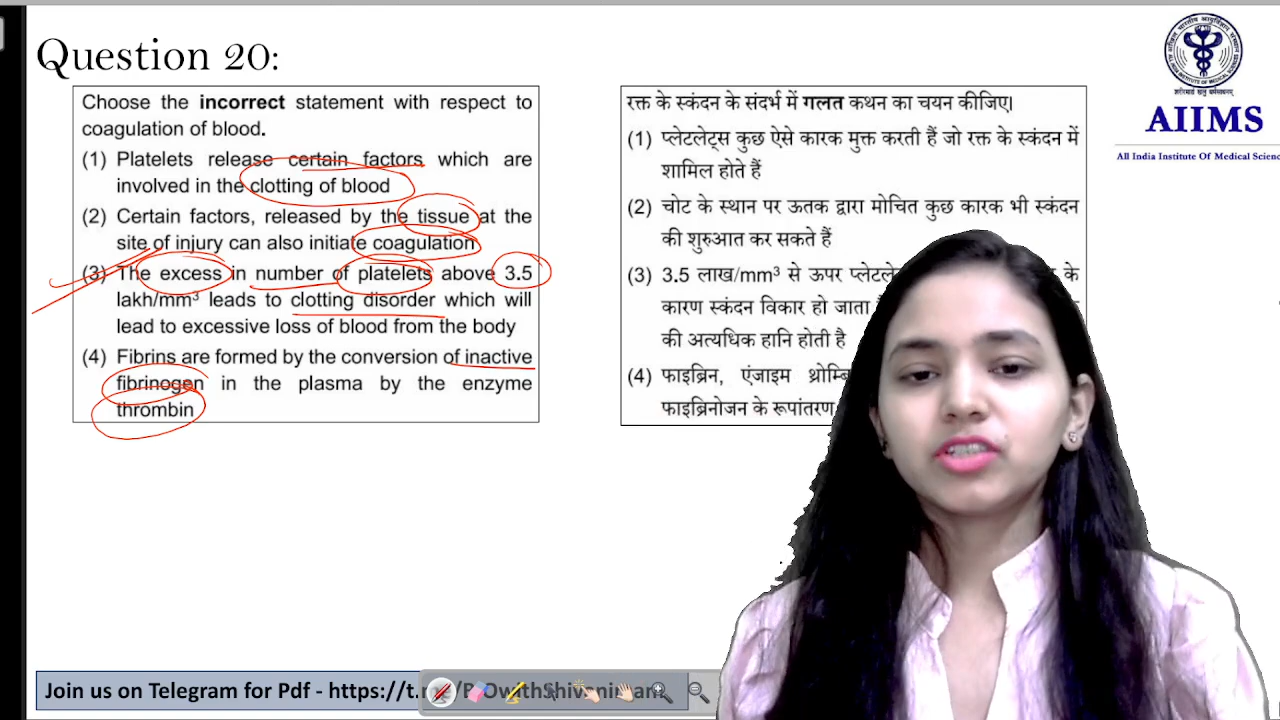 Question 20:
Choose the incorrect statement with respect to
coagulation of blood.
(1) Platelets release certain factors which are
involved in the clotting of blood
(2) Certain factors, released by the tissue at the
site of injury can also initiate coagulation
(3) The excess in number of platelets above 3.5
lakh/mm³ leads to clotting disorder which will
lead to excessive loss of blood from the body
(4) Fibrins are formed by the conversion of inactive
fibrinogen in the plasma by the enzyme
thrombin
रक्त के स्कंदन के संदर्भ में गलत कथन का चयन कीजिए।
(1) प्लेटलेट्स कुछ ऐसे कारक मुक्त करती हैं जो रक्त के स्कंदन में
शामिल होते हैं
(2) चोट के स्थान पर ऊतक द्वारा मोचित कुछ कारक भी स्कंदन
की शुरुआत कर सकते हैं
(3) 3.5 लाख/mm³ से ऊपर के
कारण स्कंदन विकार हो जाता
की अत्यधिक हानि होती है
(4) फाइब्रिन, एंजाइम
फाइब्रिनोजन के रूपांतरण
AIIMS
All India Institute Of Medical
Join us on Telegram for Pdf - https://t.